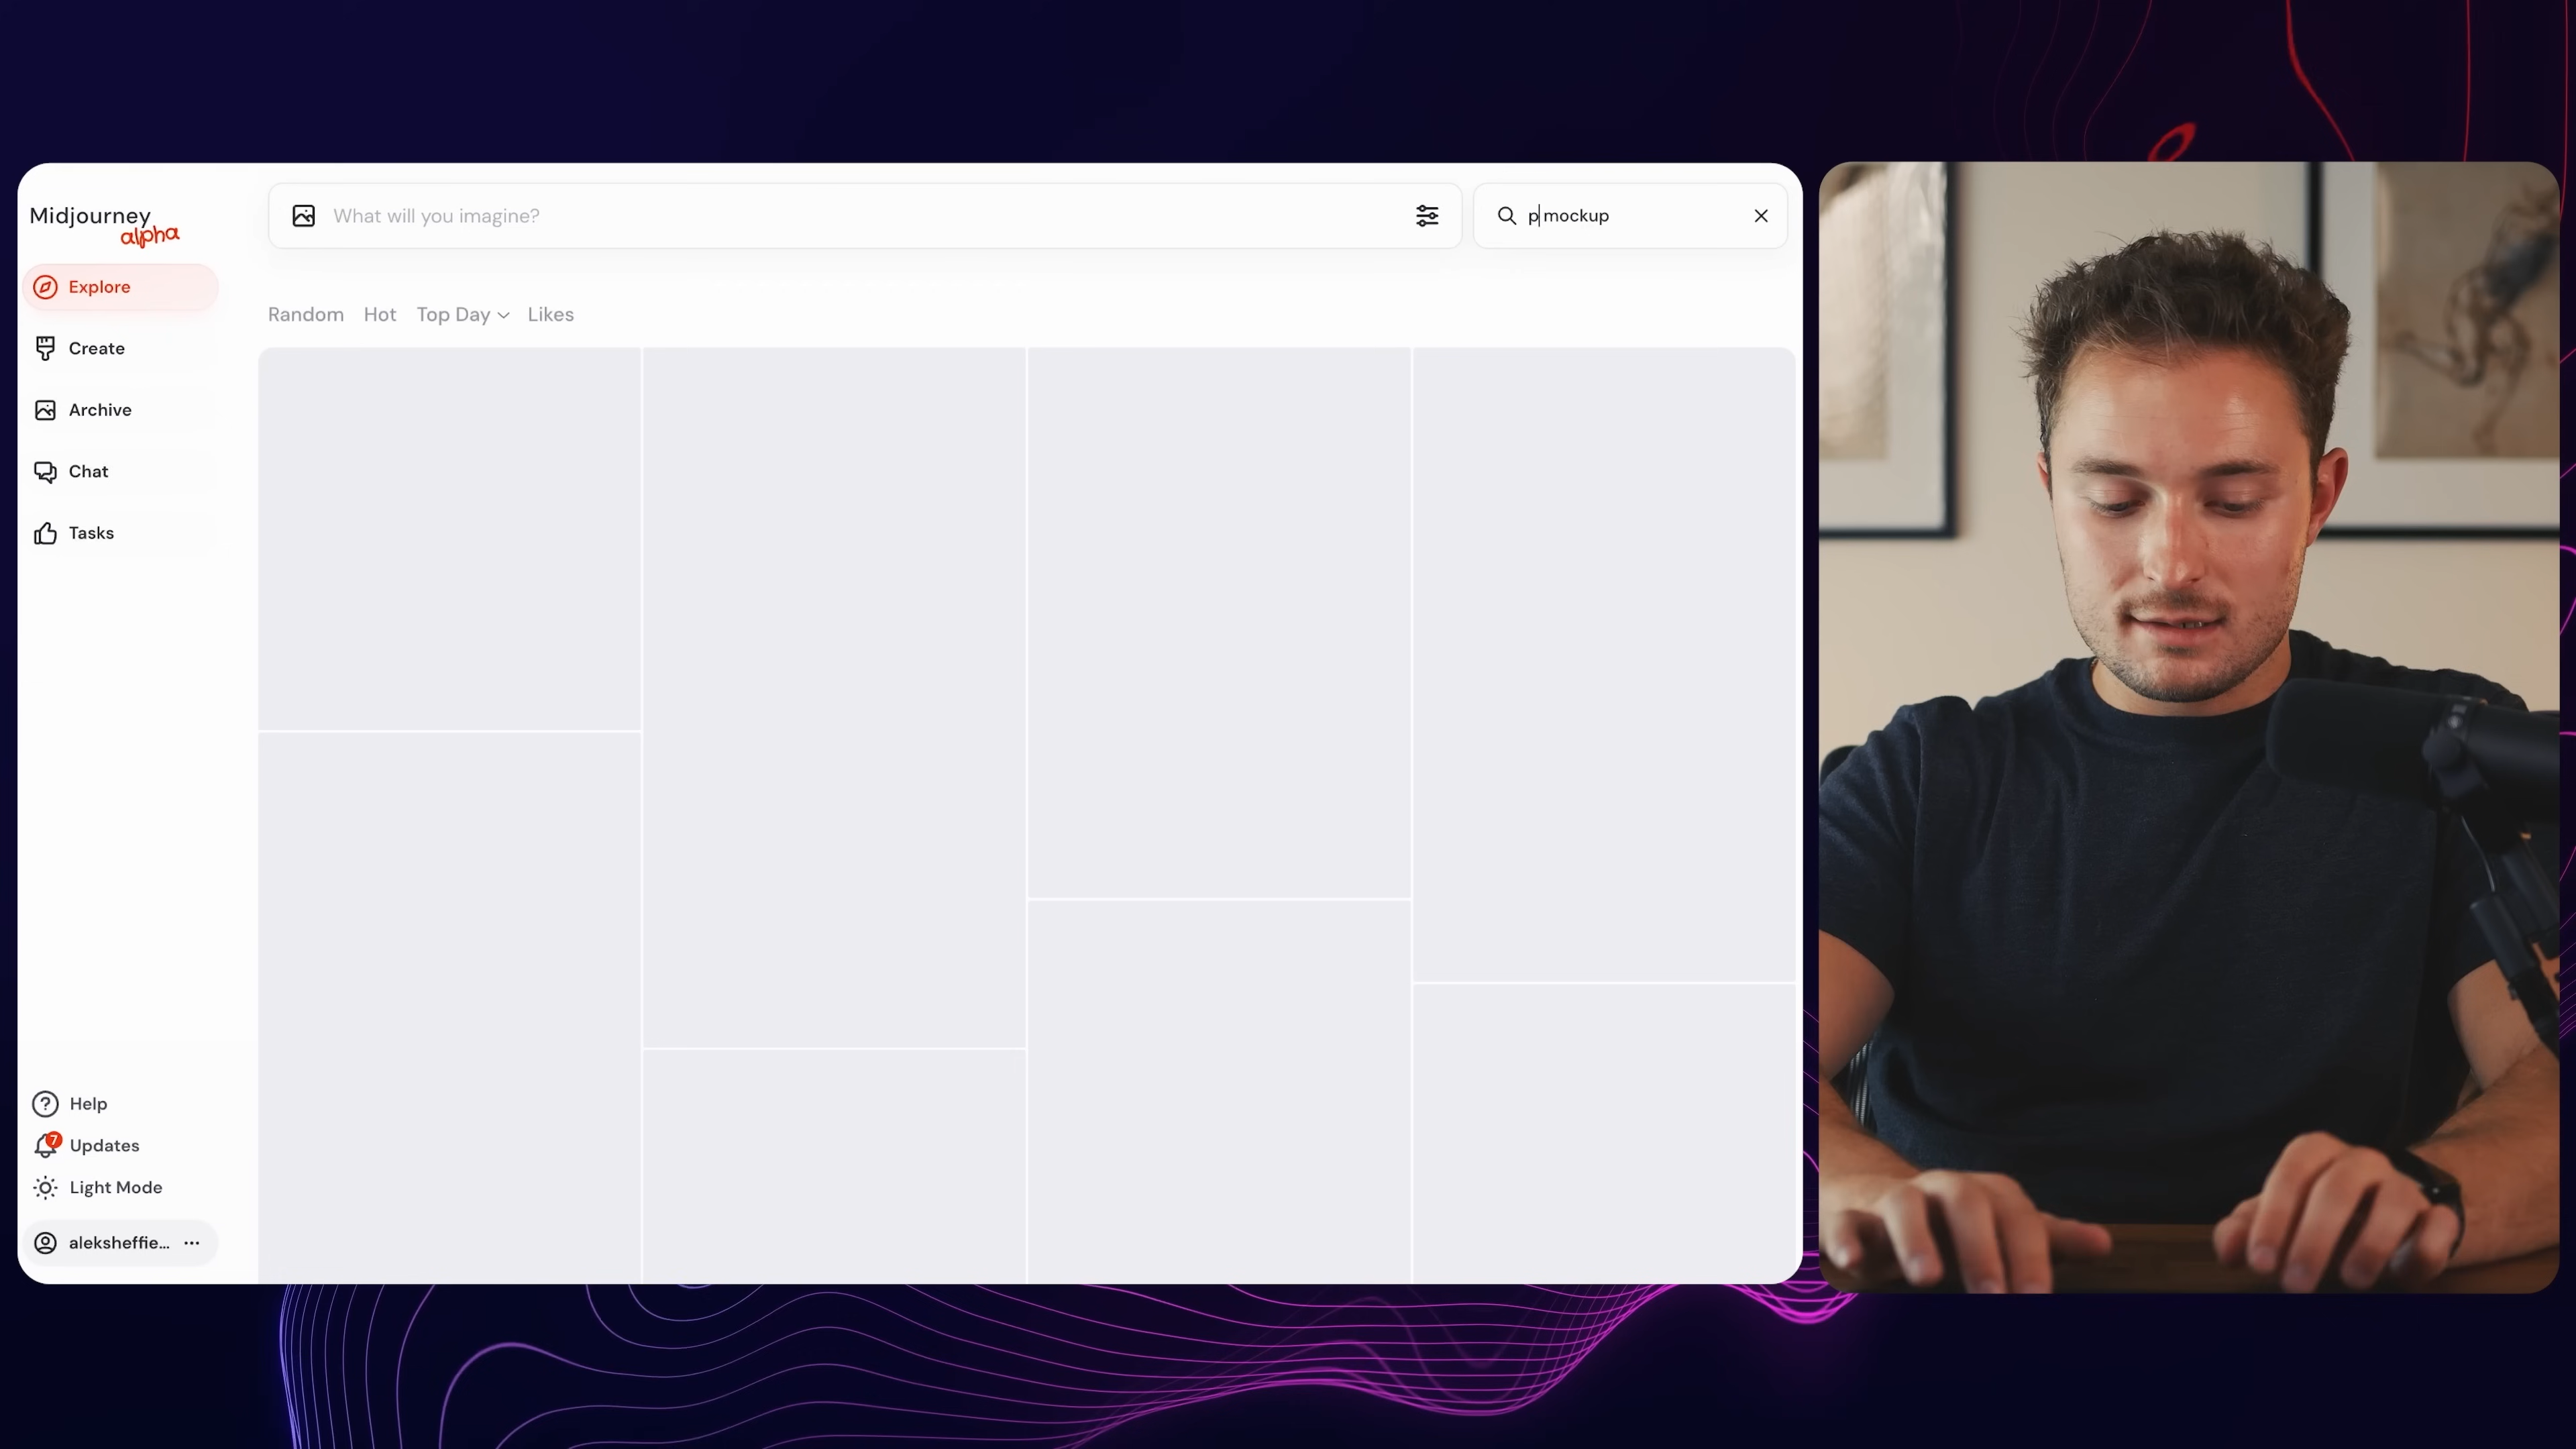 Midjourney
alpha
What will you imagine?
p mockup
Explore
Random Hot Top Day Likes
Create
Archive
Chat
Tasks
Help
7
Updates
Light Mode
aleksheffie...